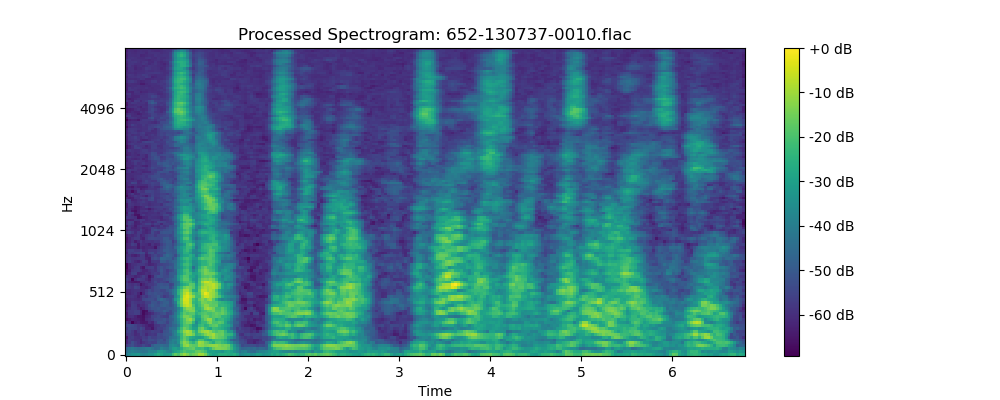 Processed Spectrogram: 652-130737-0010.flac
Hz
4096
2048
1024
512
0
0 1 2 3 4 5 6
Time
+0 dB
-10 dB
-20 dB
-30 dB
-40 dB
-50 dB
-60 dB